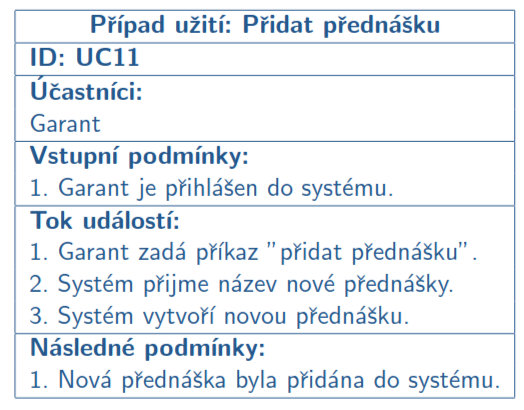 Případ užití: Přidat přednášku
ID: UC11
Účastníci:
Garant
Vstupní podmínky:
1. Garant je přihlášen do systému.
Tok událostí:
1. Garant zadá příkaz ”přidat přednášku”.
2. Systém přijme název nové přednášky.
3. Systém vytvoří novou přednášku.
Následné podmínky:
1. Nová přednáška byla přidána do systému.